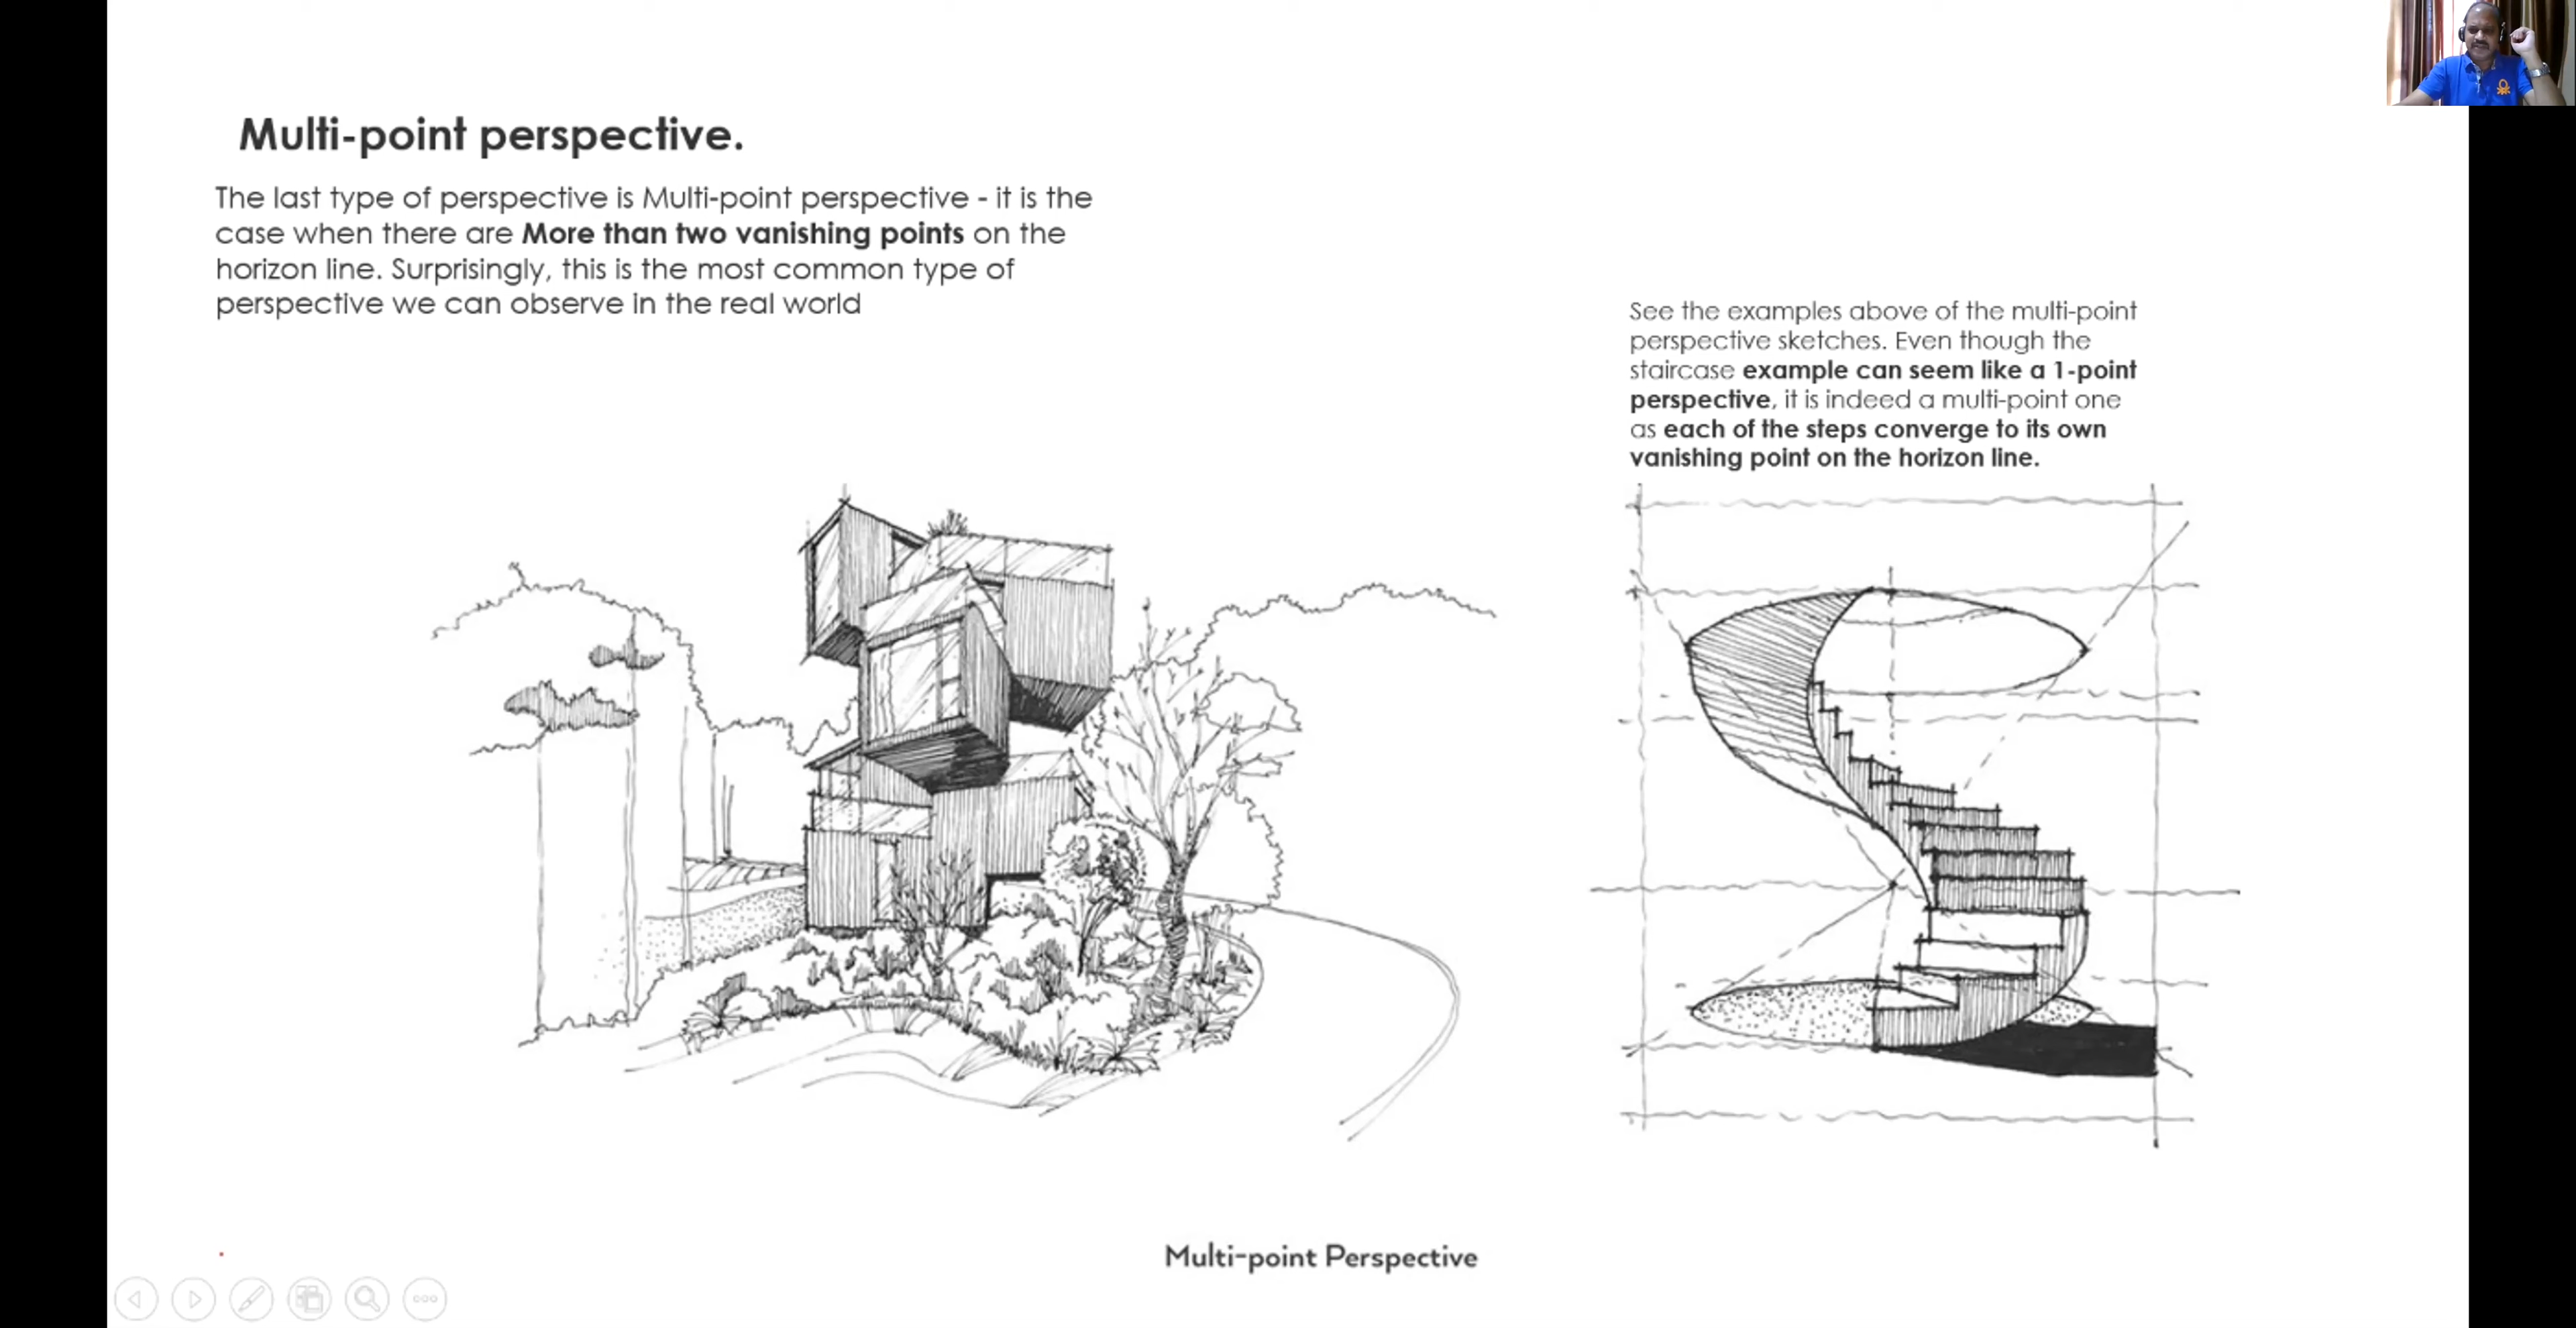 Multi-point perspective.
The last type of perspective is Multi-point perspective - it is the
case when there are More than two vanishing points on the
horizon line. Surprisingly, this is the most common type of
perspective we can observe in the real world
See the examples above of the multi-point
perspective sketches. Even though the
staircase example can seem like a 1-point
perspective, it is indeed a multi-point one
as each of the steps converge to its own
vanishing point on the horizon line.
Multi-point Perspective